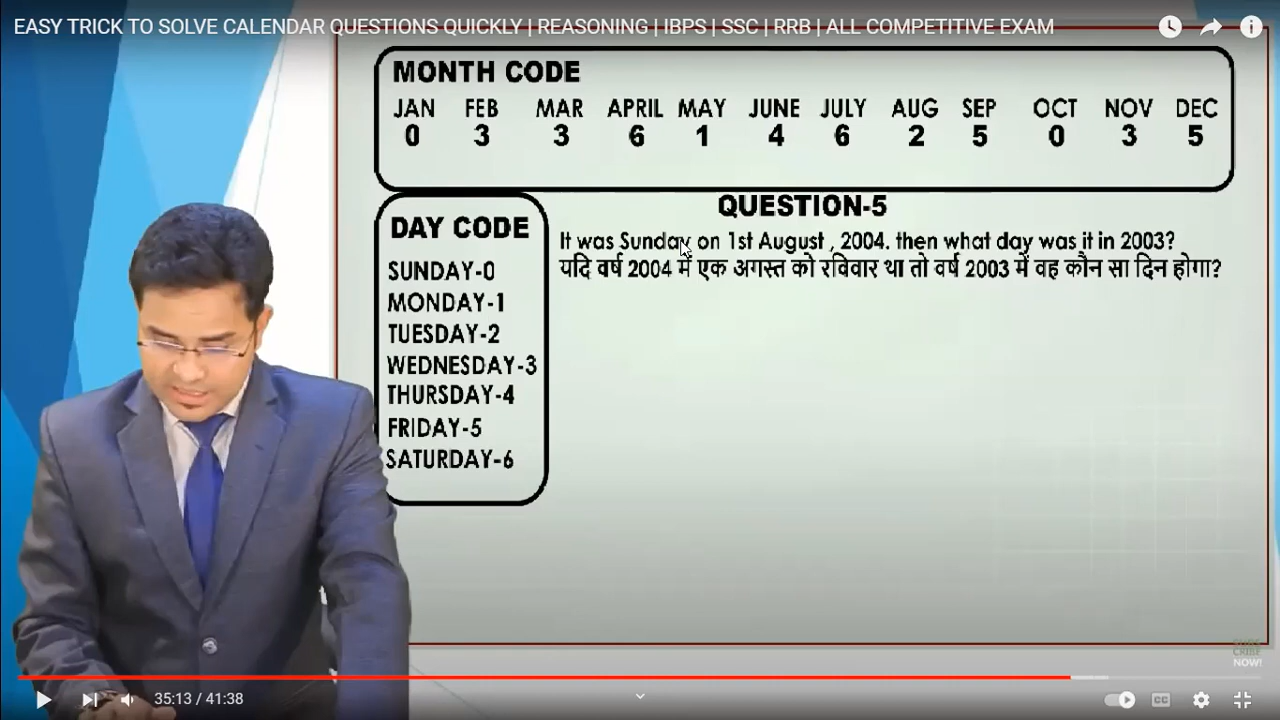 EASY TRICK TO SOLVE CALENDAR QUESTIONS QUICKLY | REASONING | IBPS | SSC | RRB | ALL COMPETITIVE EXAM
MONTH CODE
JAN FEB MAR APRIL MAY JUNE JULY AUG SEP OCT NOV DEC
0 3 3 6 1 4 6 2 5 0 3 5
QUESTION-5
It was Sunday on 1st August , 2004. then what day was it in 2003?
यदि वर्ष 2004 में एक अगस्त को रविवार था तो वर्ष 2003 में वह कौन सा दिन होगा?
DAY CODE
SUNDAY-0
MONDAY-1
TUESDAY-2
WEDNESDAY-3
THURSDAY-4
FRIDAY-5
SATURDAY-6
SUBS
CRIBE
NOW!
35:13 / 41:38
CC